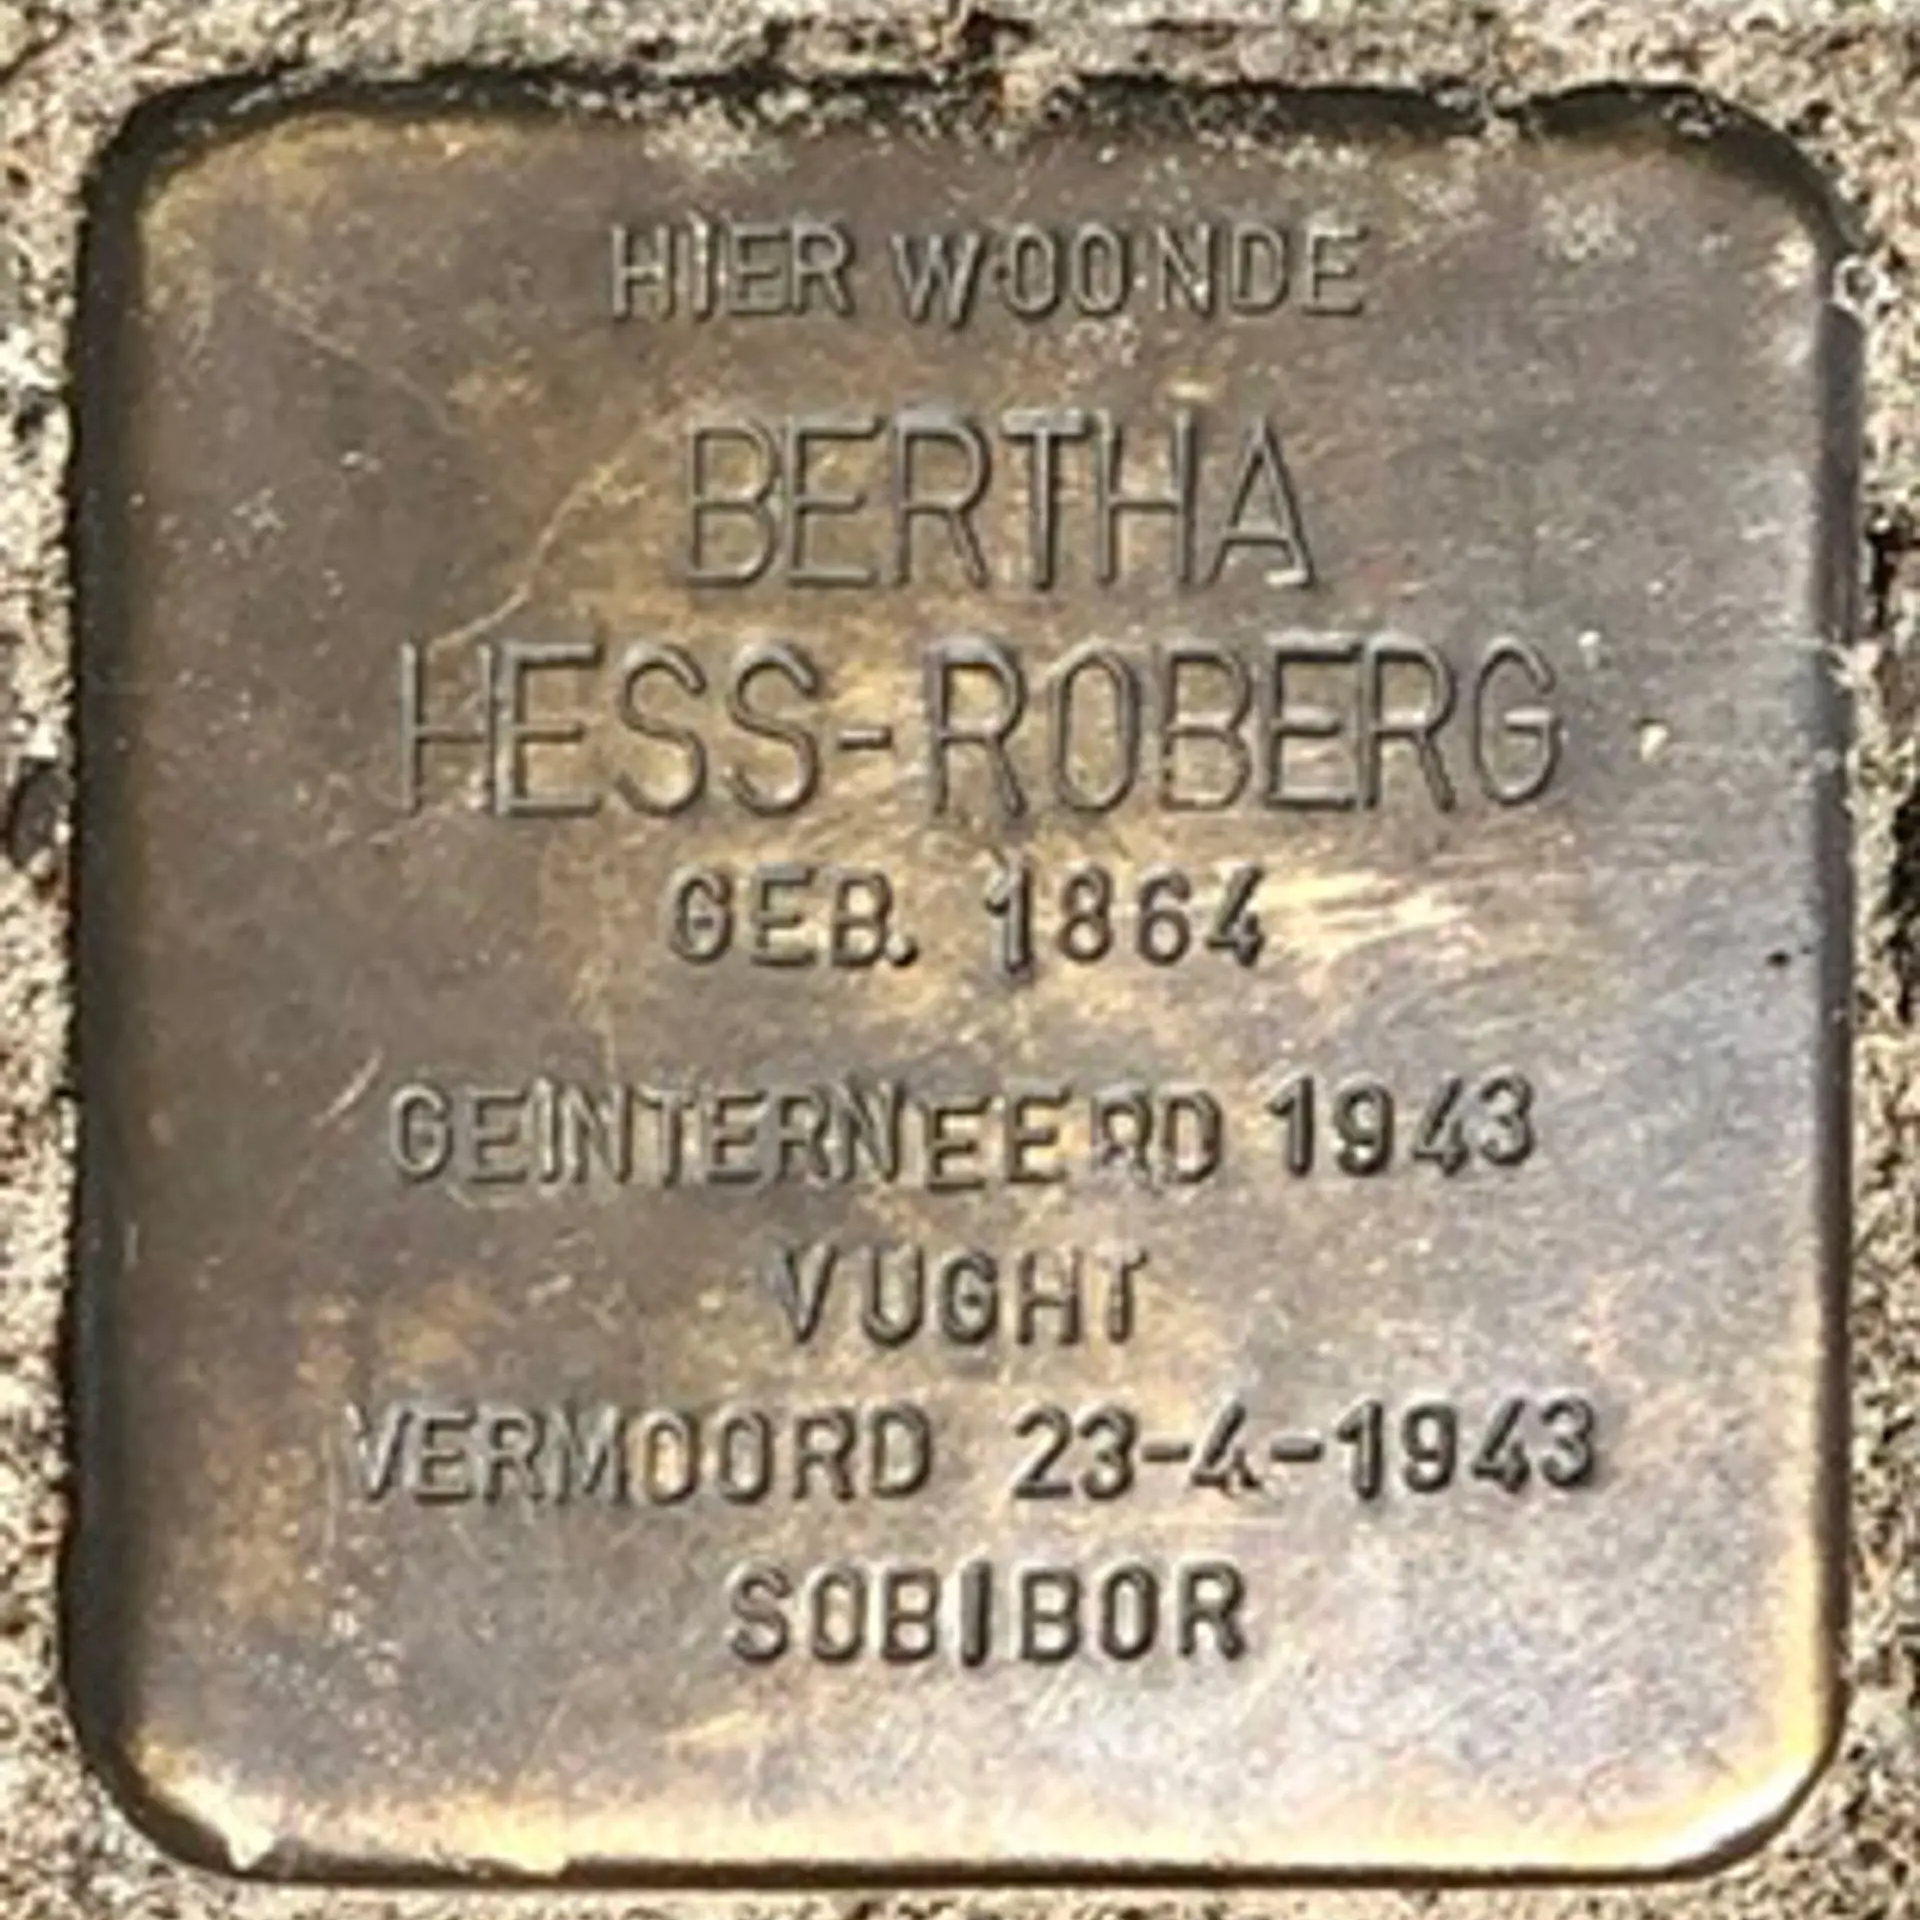 HIER WOONDE
BERTHA
HESS-ROBERG
GEB. 1864
GEINTERNEERD 1943
VUGHT
VERMOORD 23-4-1943
SOBIBOR